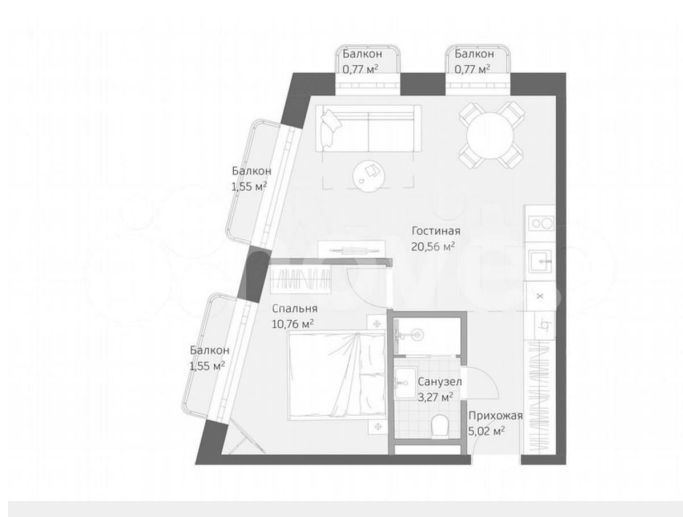 Балкон
0,77 м²
Балкон
0,77 м²
Балкон
1,55 м²
Гостиная
20,56 м²
Спальня
10,76 м²
Балкон
1,55 м²
Санузел
3,27 м²
Прихожая
5,02 м²